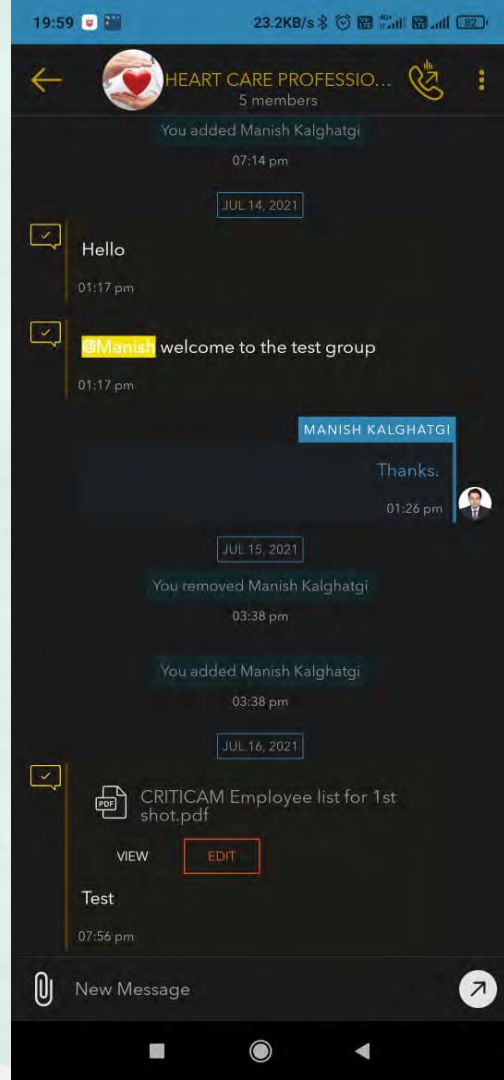 19:59 23.2KB/s 82
HEART CARE PROFESSIO...
5 members
You added Manish Kalghatgi
07:14 pm
JUL 14, 2021
Hello
01:17 pm
@Manish welcome to the test group
01:17 pm
MANISH KALGHATGI
Thanks.
01:26 pm
JUL 15, 2021
You removed Manish Kalghatgi
03:38 pm
You added Manish Kalghatgi
03:38 pm
JUL 16, 2021
PDF
CRITICAM Employee list for 1st
shot.pdf
VIEW EDIT
Test
07:56 pm
New Message